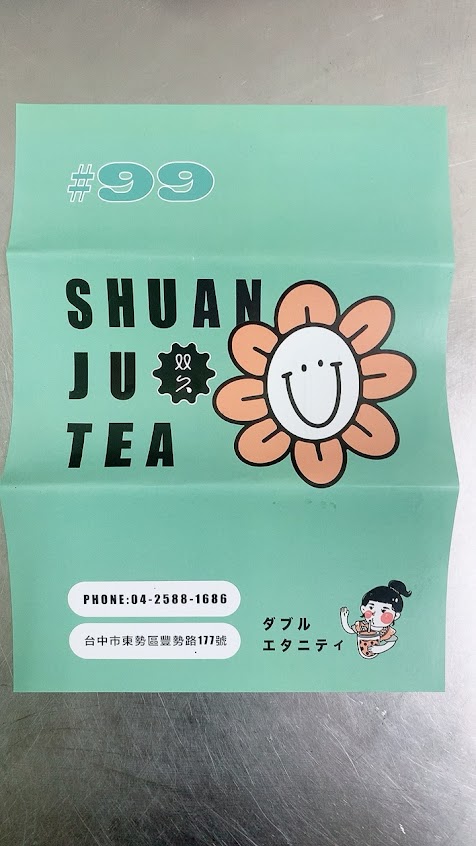 #99
SHUAN
JU
双久
TEA
PHONE:04-2588-1686
台中市東勢區豐勢路177號
ダブル
エタニティ